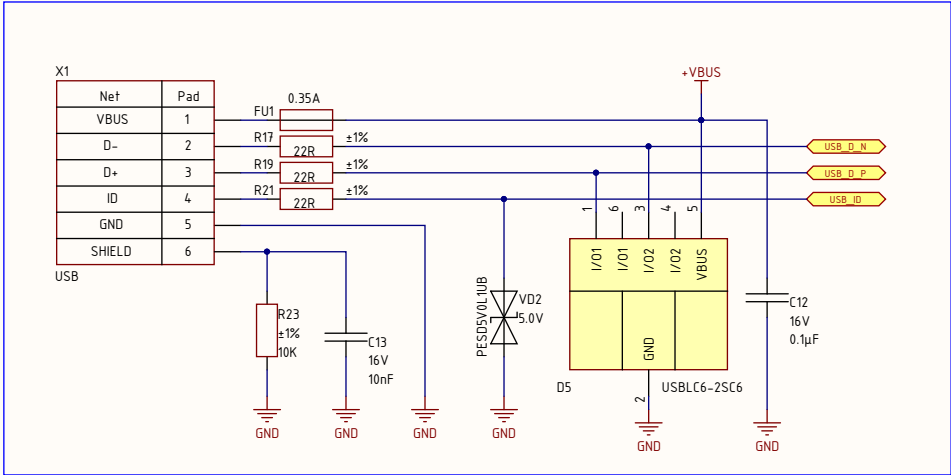 X1
Net Pad
VBUS 1
D- 2
D+ 3
ID 4
GND 5
SHIELD 6
USB
FU1 0.35A
R17 22R ±1%
R19 22R ±1%
R21 22R ±1%
+VBUS
USB_D_N
USB_D_P
USB_ID
1 6 3 4 5
I/O1 I/O1 I/O2 I/O2 VBUS
GND
2
D5 USBLC6-2SC6
PESD5V0L1UB
VD2
5.0V
C12
16V
0.1µF
R23
±1%
10K
C13
16V
10nF
GND GND GND GND GND GND